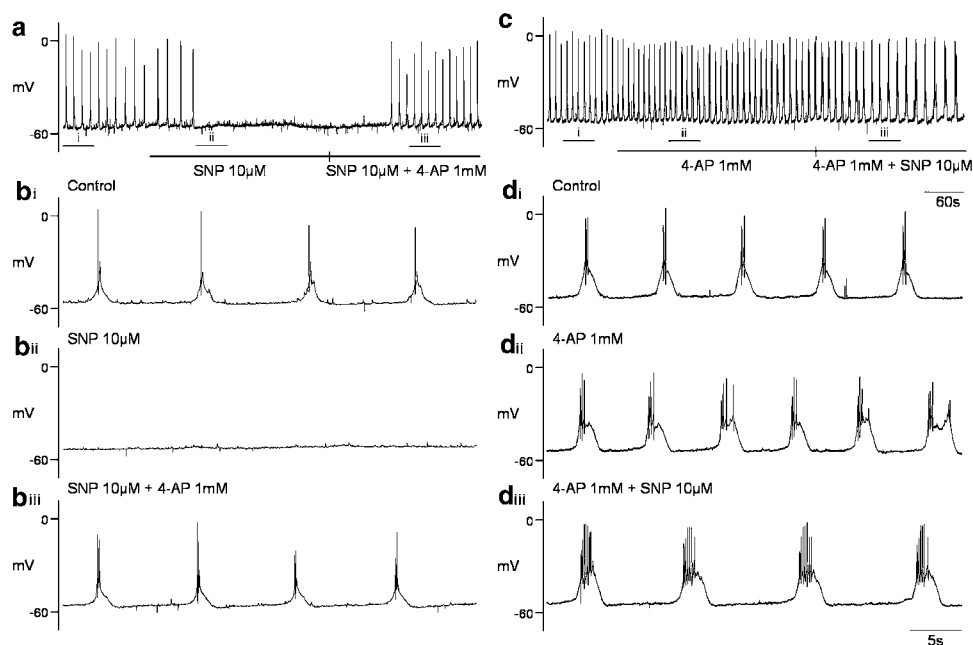 a
0
mV
-60
i
ii
iii
SNP 10μM
SNP 10μM + 4-AP 1mM
c
0
mV
-60
i
ii
iii
4-AP 1mM
4-AP 1mM + SNP 10μM
60s
bi
Control
0
mV
-60
bii
SNP 10μM
0
mV
-60
biii
SNP 10μM + 4-AP 1mM
0
mV
-60
di
Control
0
mV
-60
dii
4-AP 1mM
0
mV
-60
diii
4-AP 1mM + SNP 10μM
0
mV
-60
5s